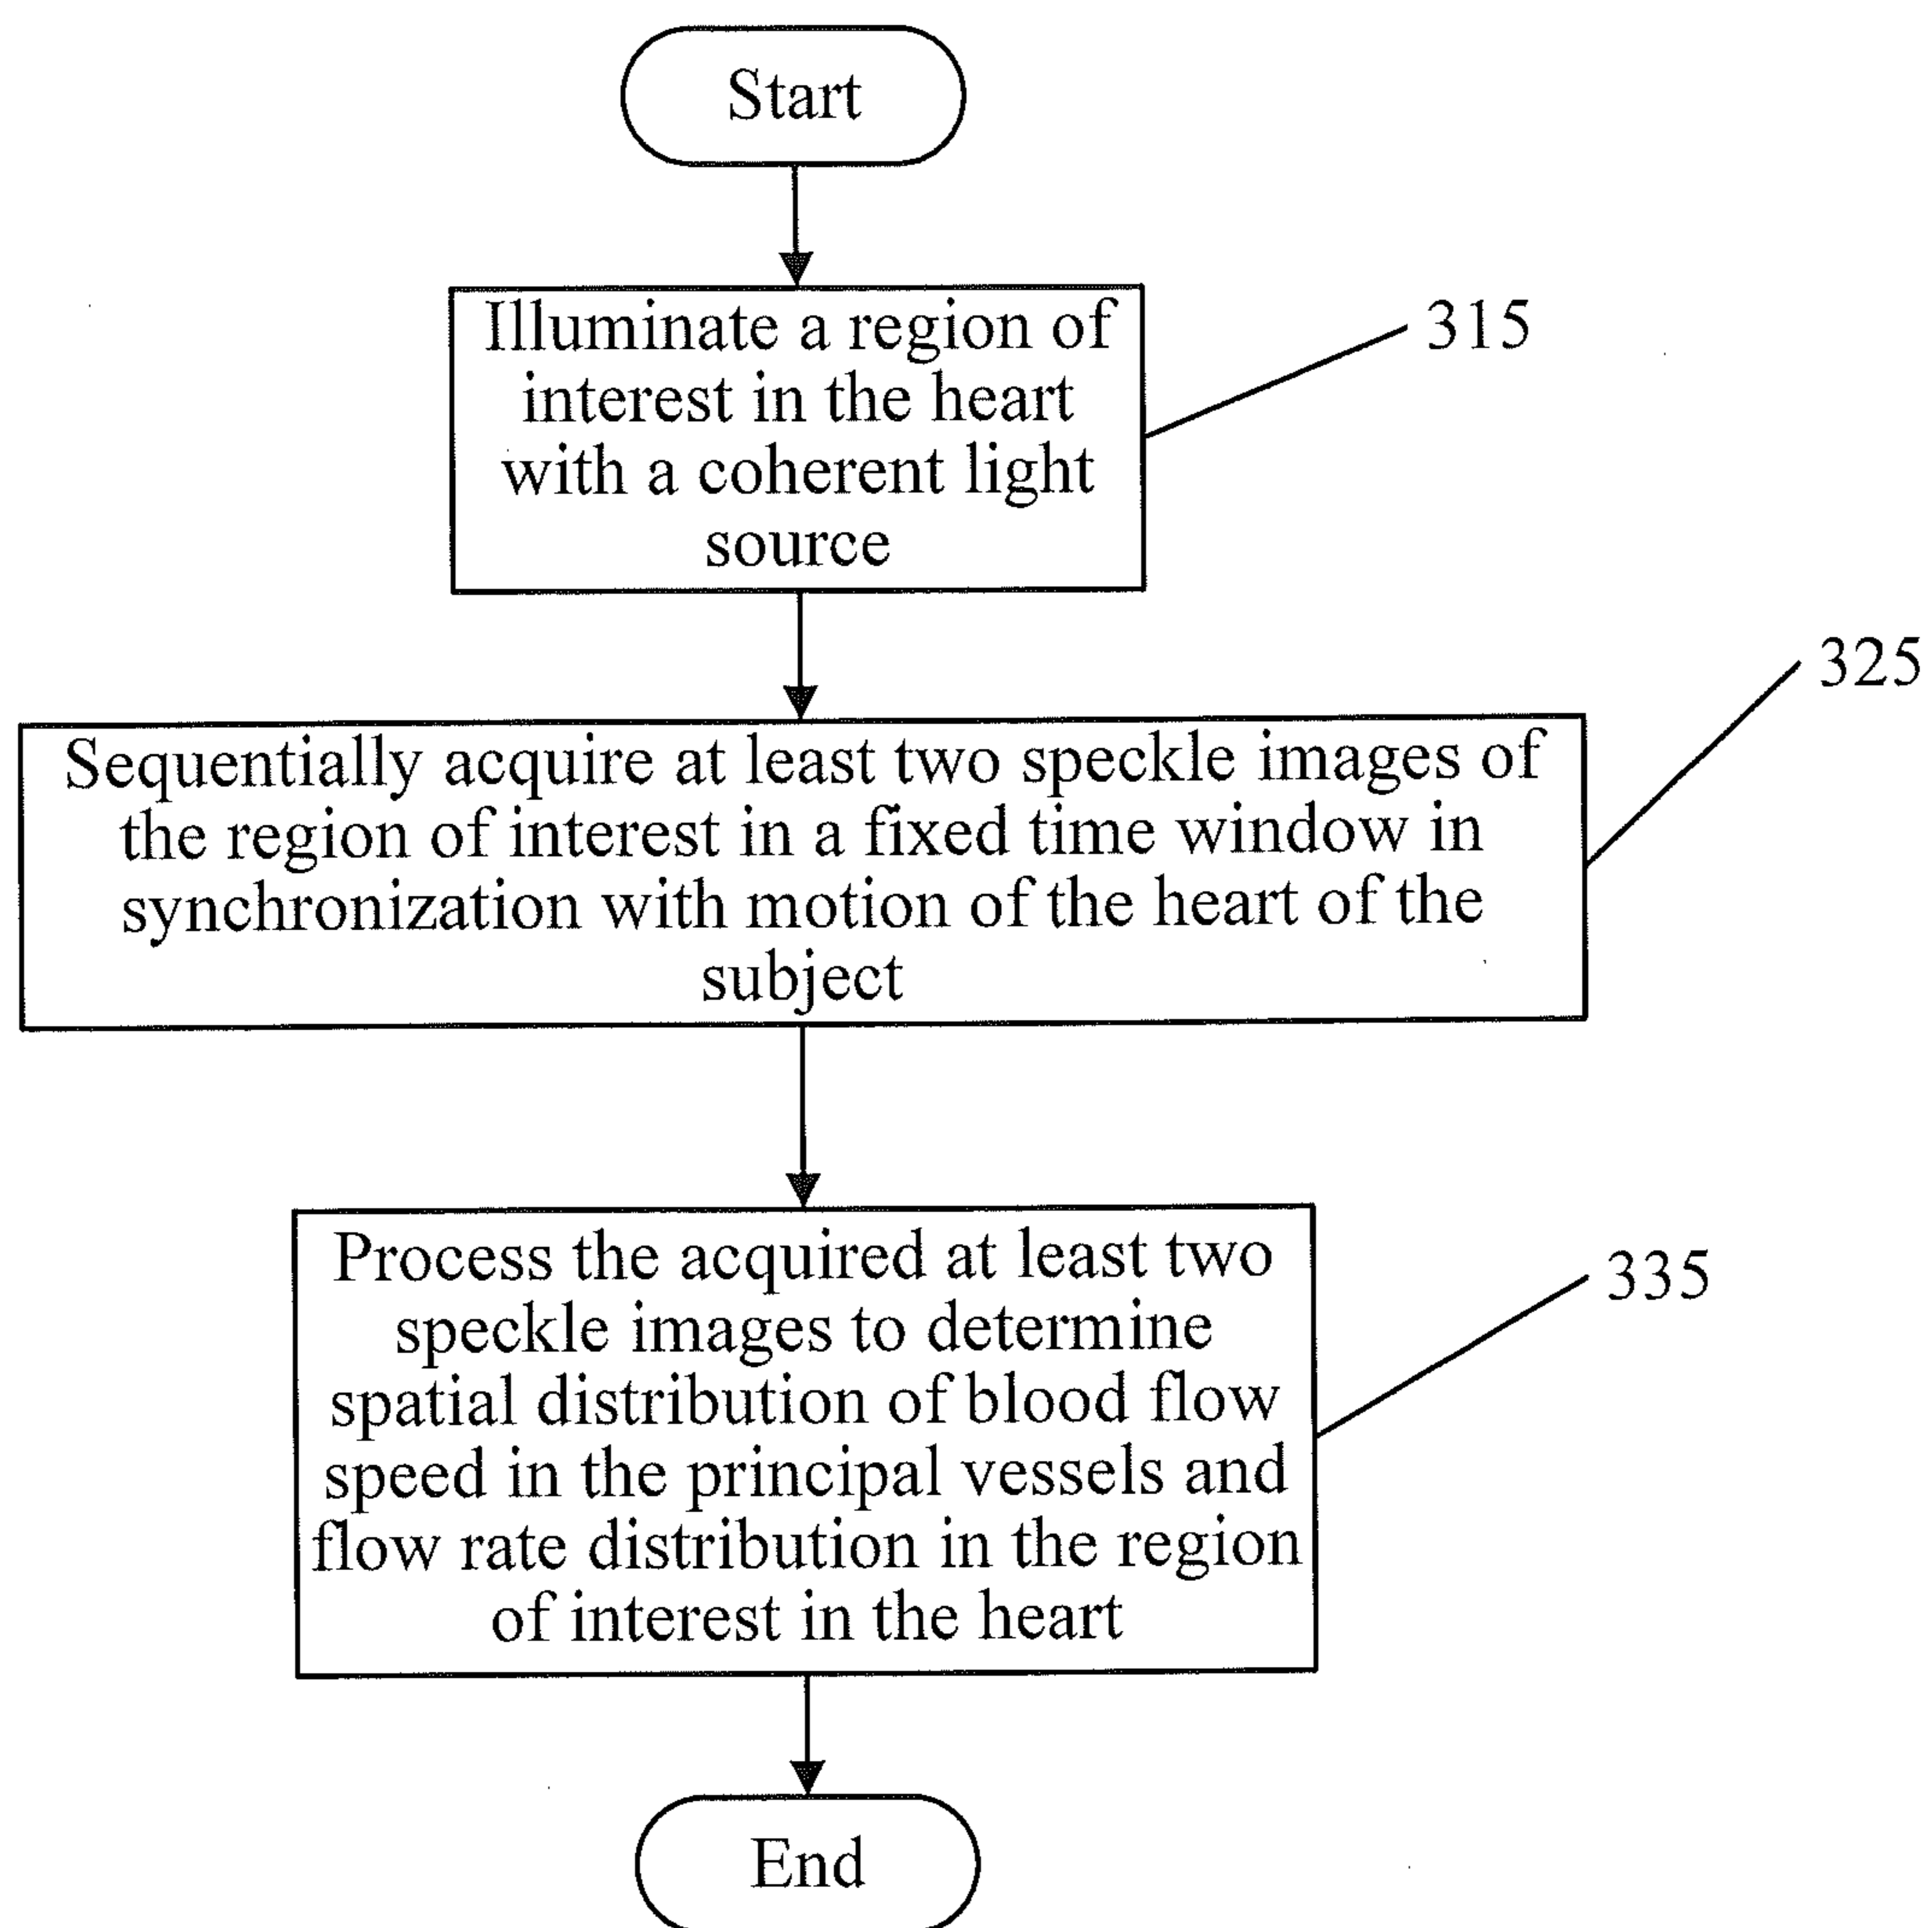 Start
Illuminate a region of
interest in the heart
with a coherent light
source
315
325
Sequentially acquire at least two speckle images of
the region of interest in a fixed time window in
synchronization with motion of the heart of the
subject
Process the acquired at least two
speckle images to determine
spatial distribution of blood flow
speed in the principal vessels and
flow rate distribution in the region
of interest in the heart
335
End